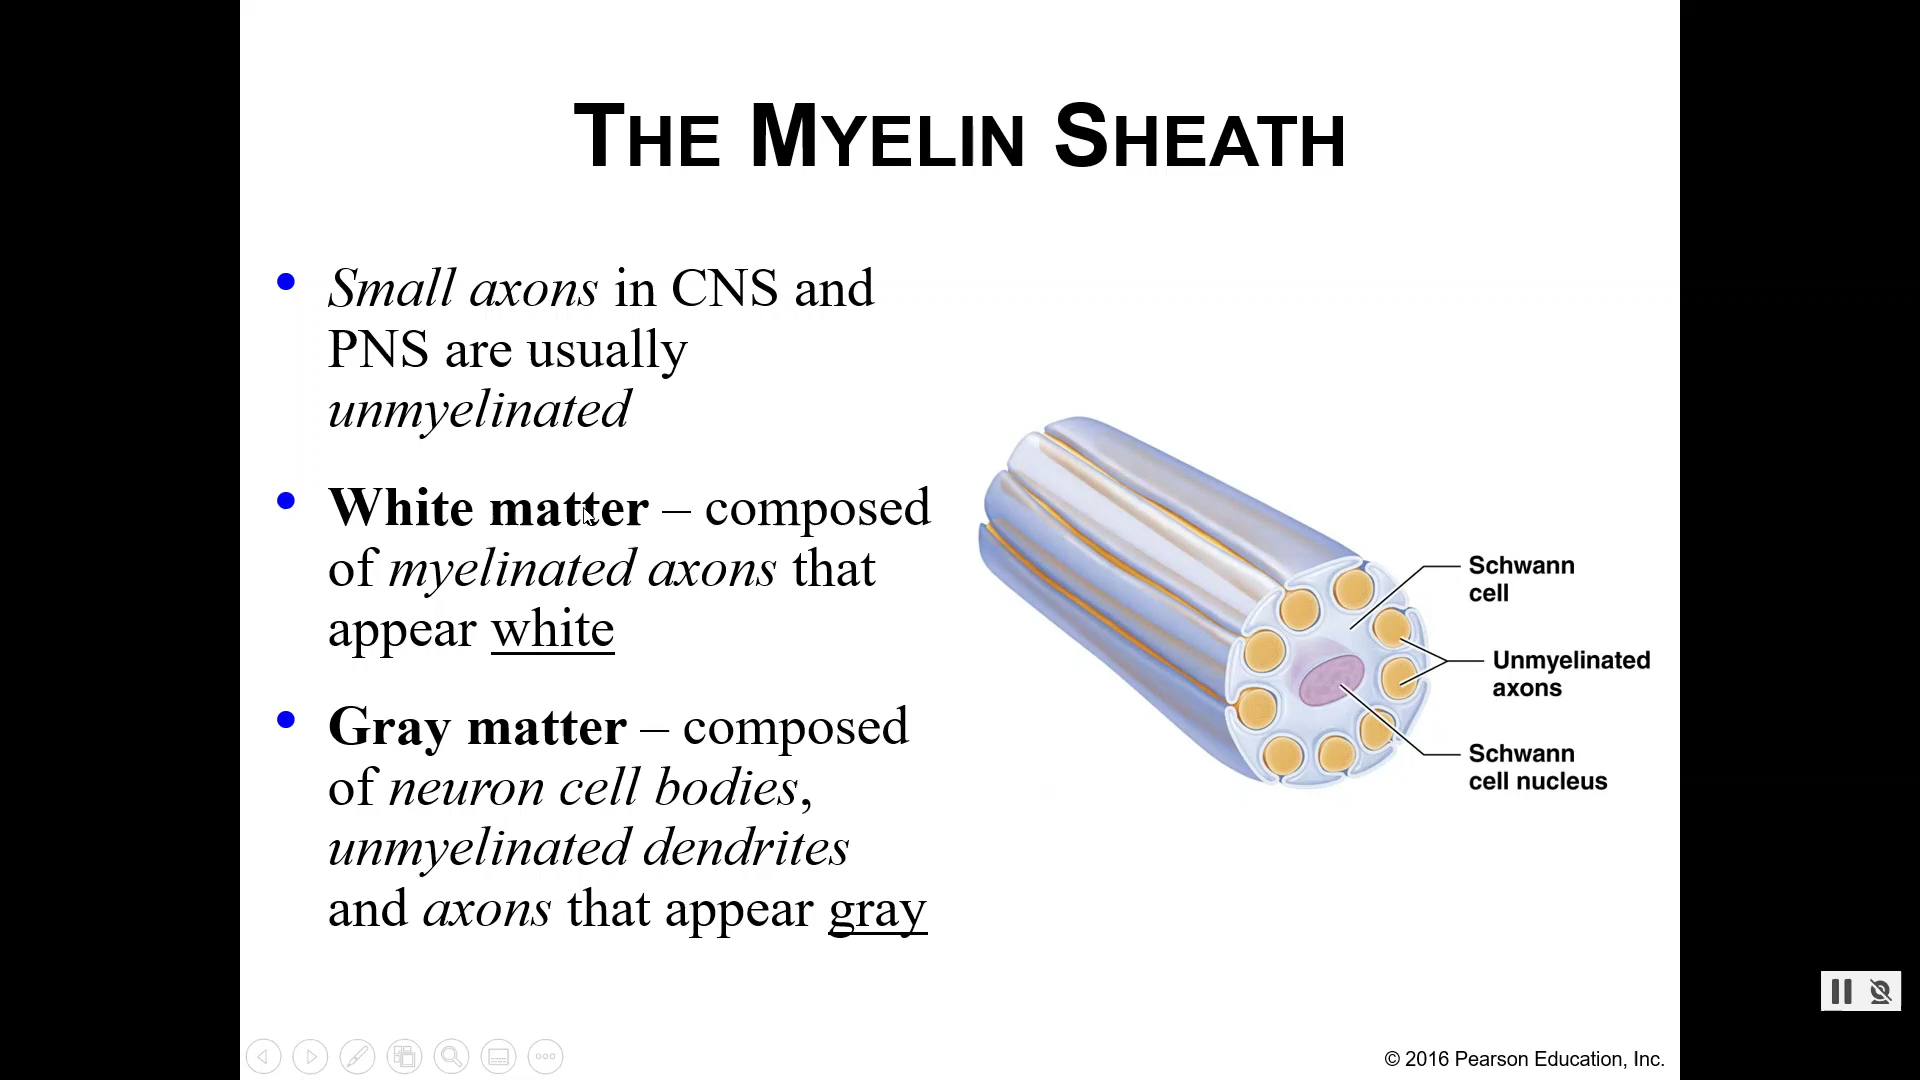 THE MYELIN SHEATH
• Small axons in CNS and
PNS are usually
unmyelinated
• White matter – composed
of myelinated axons that
appear white
• Gray matter – composed
of neuron cell bodies,
unmyelinated dendrites
and axons that appear gray
Schwann
cell
Unmyelinated
axons
Schwann
cell nucleus
© 2016 Pearson Education, Inc.